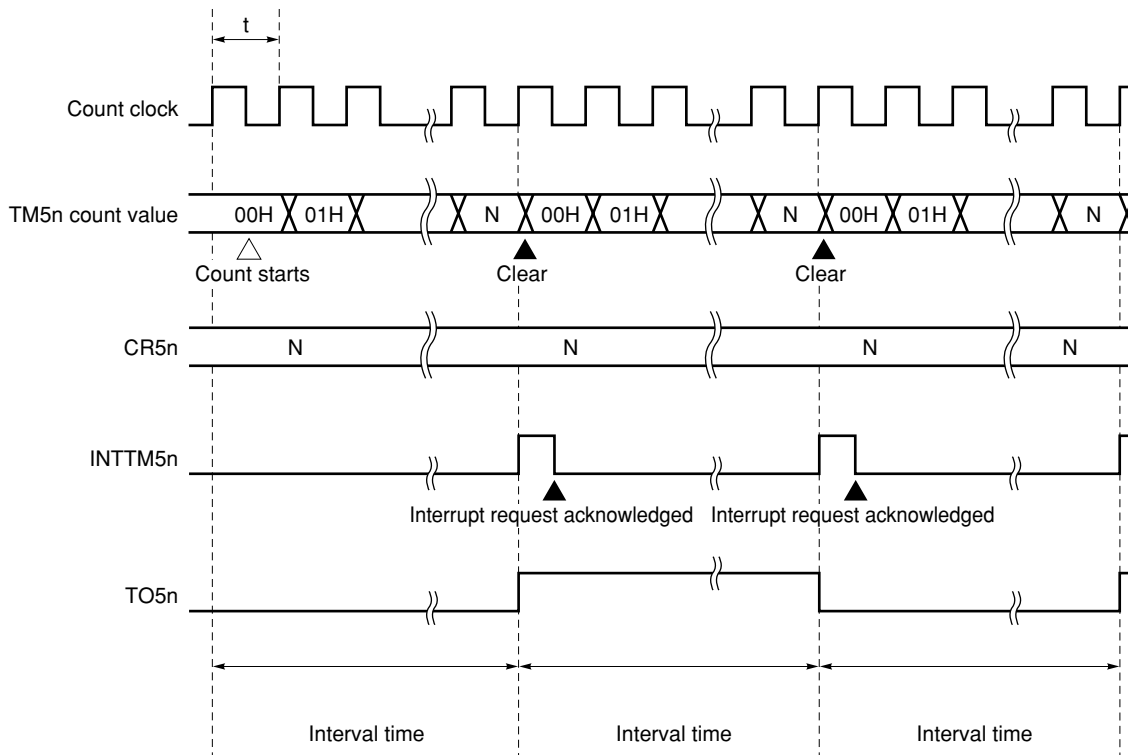 t
Count clock
TM5n count value
00H 01H N 00H 01H N 00H 01H N
Count starts Clear Clear
CR5n
N N N N
INTTM5n
Interrupt request acknowledged Interrupt request acknowledged
TO5n
Interval time Interval time Interval time